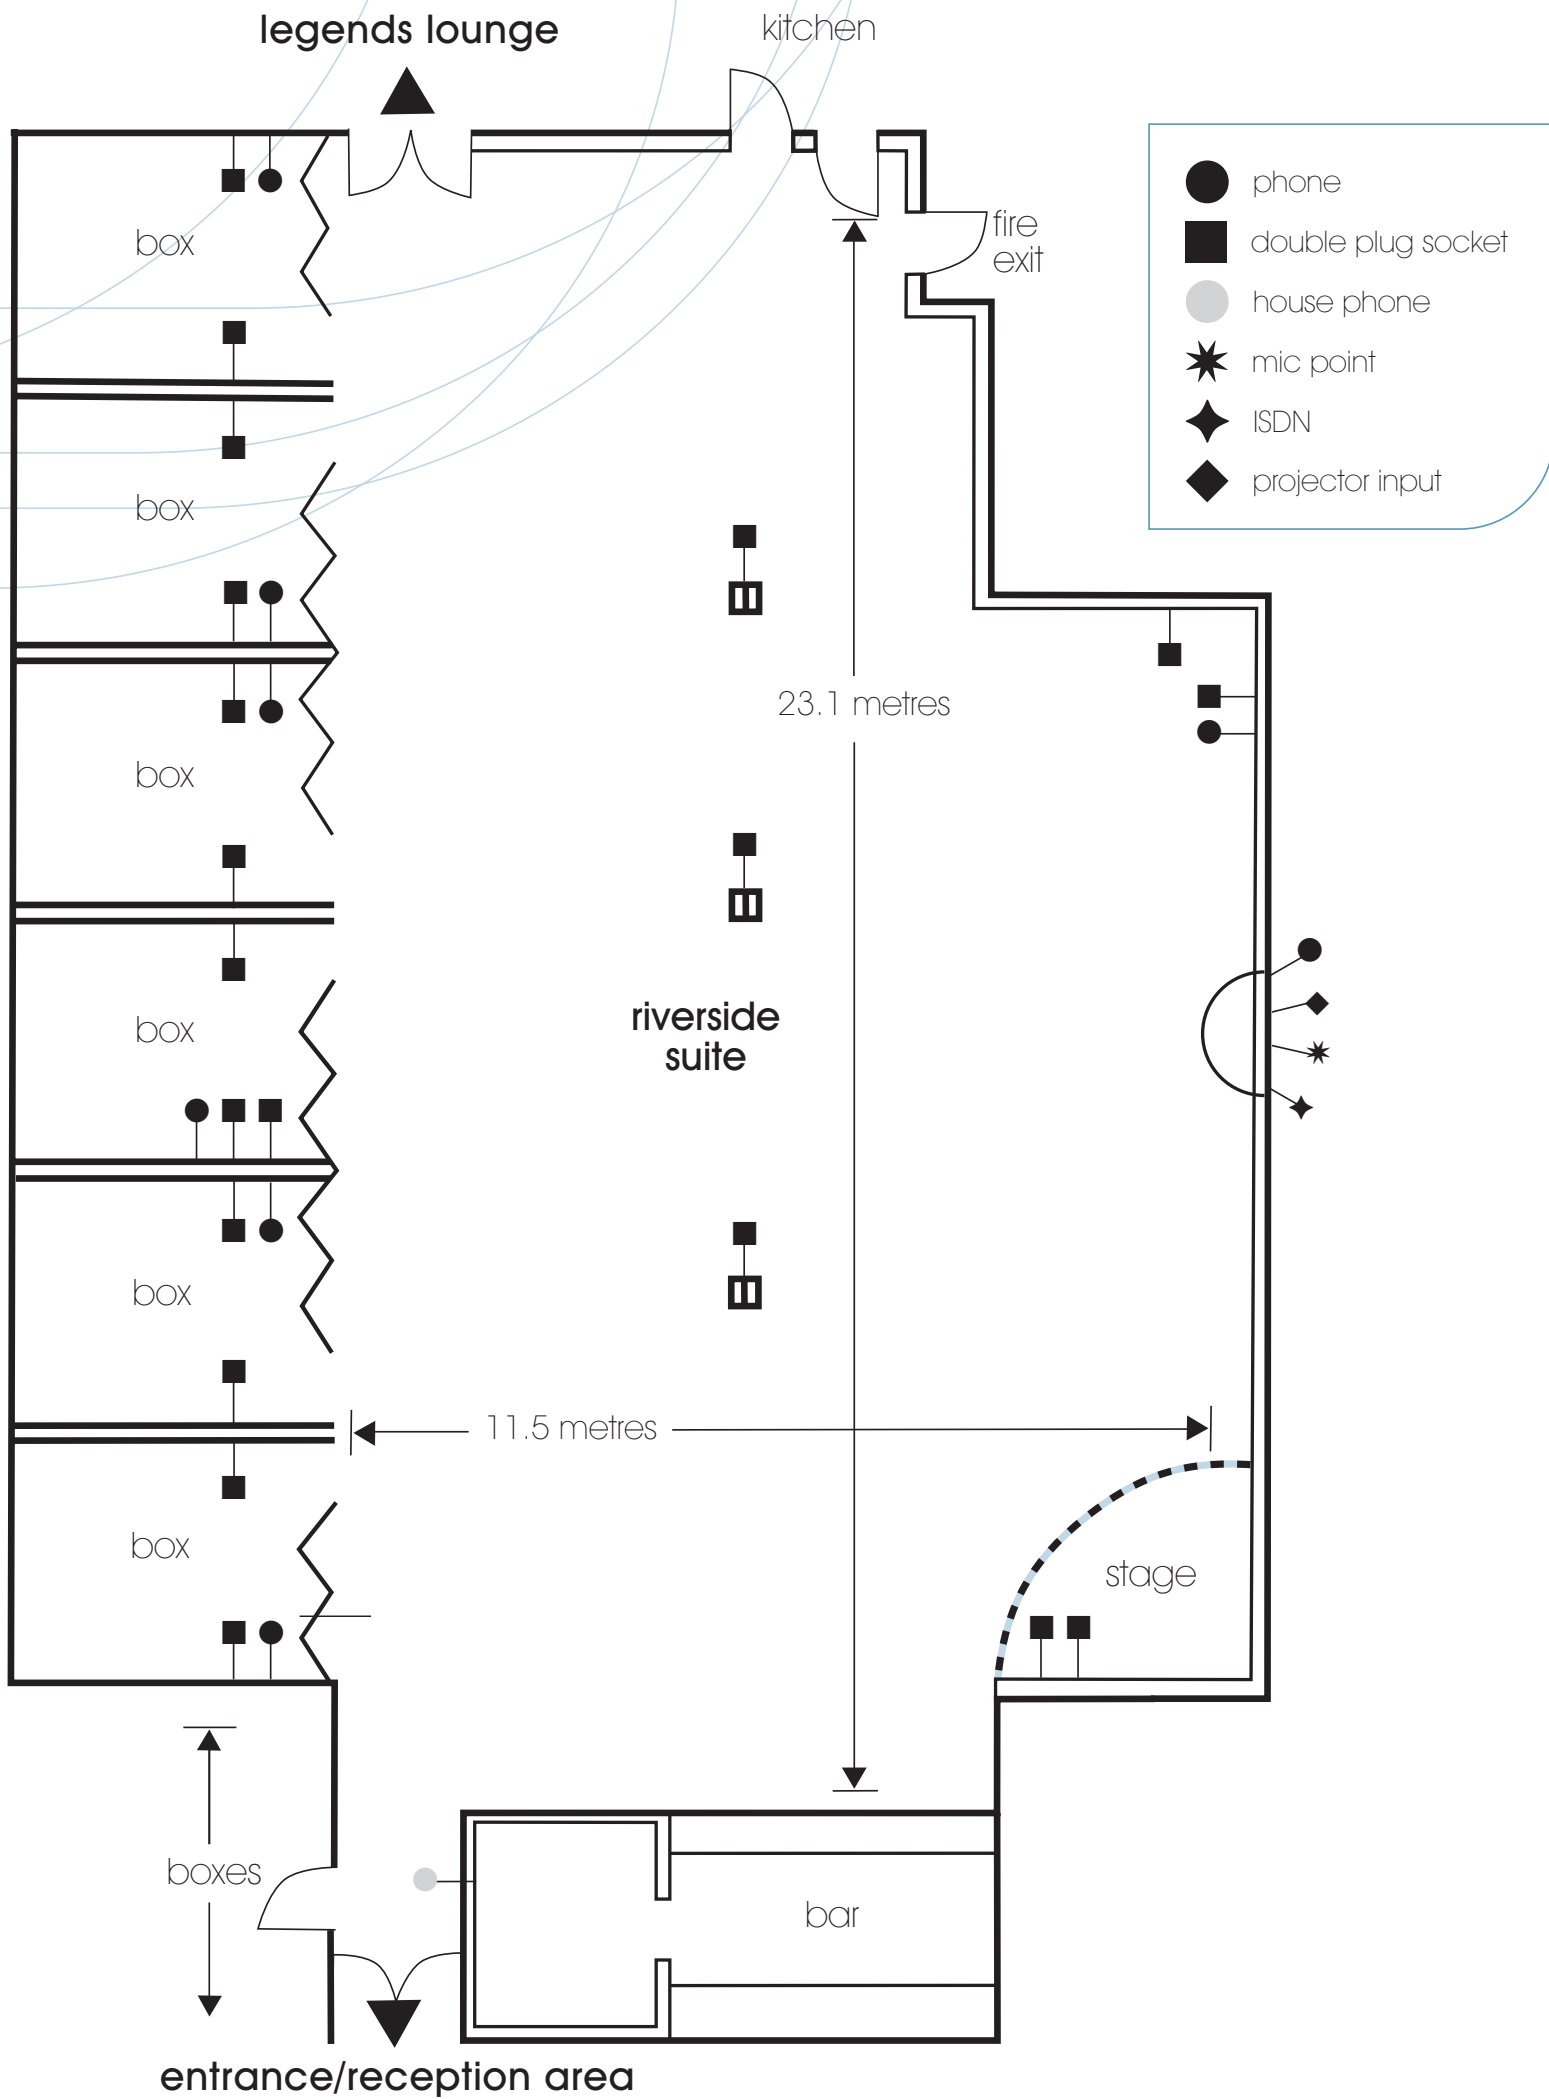 legends lounge
kitchen
phone
double plug socket
house phone
mic point
ISDN
projector input
fire
exit
box
box
23.1 metres
box
riverside
suite
box
box
11.5 metres
box
stage
boxes
bar
entrance/reception area